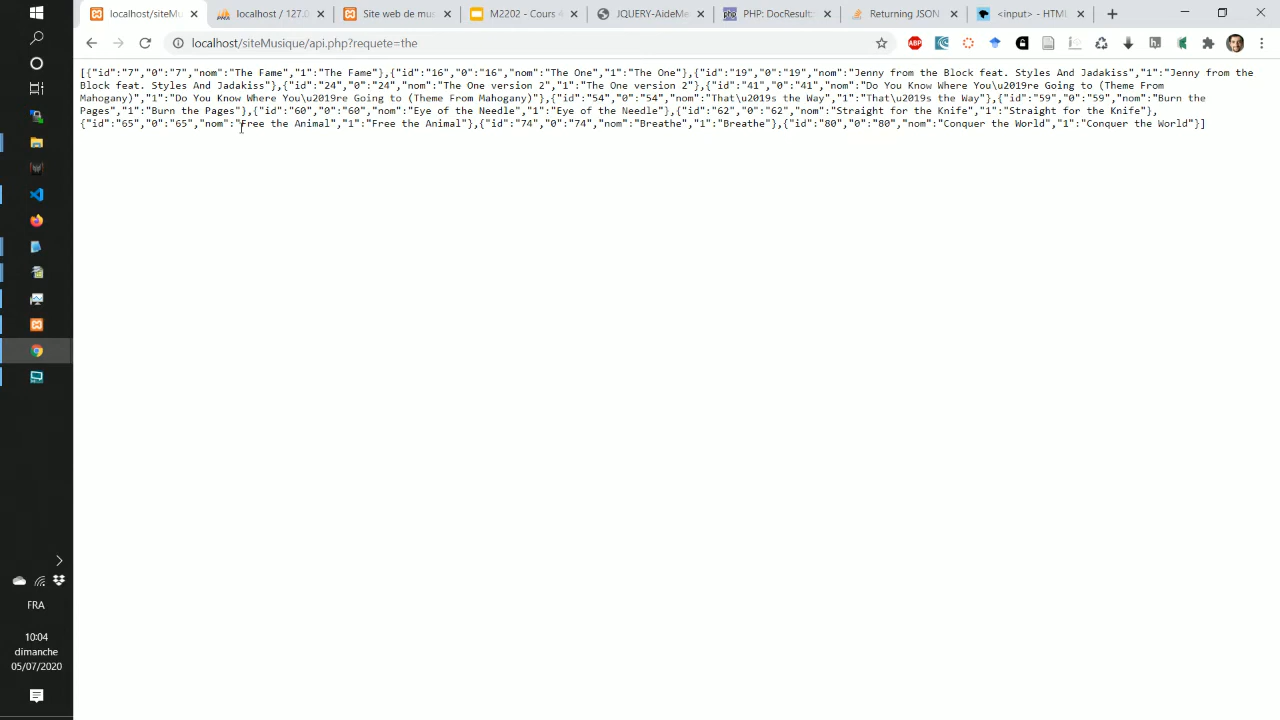 localhost/siteMu
localhost / 127.0
Site web de mus
M2202 - Cours 4
JQUERY-AideMe
PHP: DocResult
Returning JSON
<input> - HTML
localhost/siteMusique/api.php?requete=the
[{"id":"7","0":"7","nom":"The Fame","1":"The Fame"},{"id":"16","0":"16","nom":"The One","1":"The One"},{"id":"19","0":"19","nom":"Jenny from the Block feat. Styles And Jadakiss","1":"Jenny from the
Block feat. Styles And Jadakiss"},{"id":"24","0":"24","nom":"The One version 2","1":"The One version 2"},{"id":"41","0":"41","nom":"Do You Know Where You\u2019re Going to (Theme From
Mahogany)","1":"Do You Know Where You\u2019re Going to (Theme From Mahogany)"},{"id":"54","0":"54","nom":"That\u2019s the Way","1":"That\u2019s the Way"},{"id":"59","0":"59","nom":"Burn the
Pages","1":"Burn the Pages"},{"id":"60","0":"60","nom":"Eye of the Needle","1":"Eye of the Needle"},{"id":"62","0":"62","nom":"Straight for the Knife","1":"Straight for the Knife"},
{"id":"65","0":"65","nom":"Free the Animal","1":"Free the Animal"},{"id":"74","0":"74","nom":"Breathe","1":"Breathe"},{"id":"80","0":"80","nom":"Conquer the World","1":"Conquer the World"}]
FRA
10:04
dimanche
05/07/2020